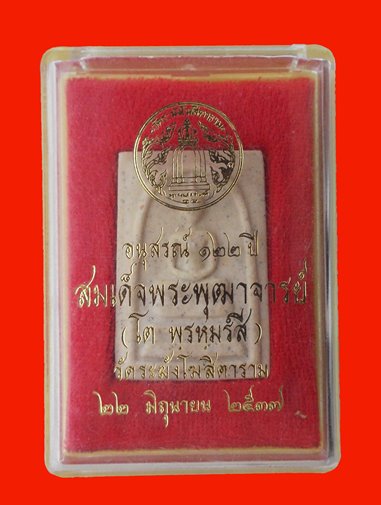 อนุสรณ์ ๑๒๒ ปี
สมเด็จพระพุฒาจารย์
(โต พรหมรํสี)
วัดระฆังโฆสิตาราม
๒๒ มิถุนายน ๒๕๓๗